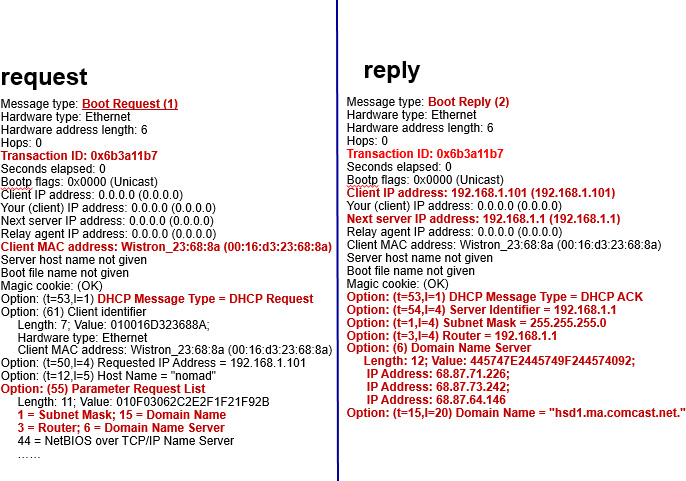 request
Message type: Boot Request (1)
Hardware type: Ethernet
Hardware address length: 6
Hops: 0
Transaction ID: 0x6b3a11b7
Seconds elapsed: 0
Bootp flags: 0x0000 (Unicast)
Client IP address: 0.0.0.0 (0.0.0.0)
Your (client) IP address: 0.0.0.0 (0.0.0.0)
Next server IP address: 0.0.0.0 (0.0.0.0)
Relay agent IP address: 0.0.0.0 (0.0.0.0)
Client MAC address: Wistron_23:68:8a (00:16:d3:23:68:8a)
Server host name not given
Boot file name not given
Magic cookie: (OK)
Option: (t=53,l=1) DHCP Message Type = DHCP Request
Option: (61) Client identifier
Length: 7; Value: 010016D323688A;
Hardware type: Ethernet
Client MAC address: Wistron_23:68:8a (00:16:d3:23:68:8a)
Option: (t=50,l=4) Requested IP Address = 192.168.1.101
Option: (t=12,l=5) Host Name = "nomad"
Option: (55) Parameter Request List
Length: 11; Value: 010F03062C2E2F1F21F92B
1 = Subnet Mask; 15 = Domain Name
3 = Router; 6 = Domain Name Server
44 = NetBIOS over TCP/IP Name Server
……
reply
Message type: Boot Reply (2)
Hardware type: Ethernet
Hardware address length: 6
Hops: 0
Transaction ID: 0x6b3a11b7
Seconds elapsed: 0
Bootp flags: 0x0000 (Unicast)
Client IP address: 192.168.1.101 (192.168.1.101)
Your (client) IP address: 0.0.0.0 (0.0.0.0)
Next server IP address: 192.168.1.1 (192.168.1.1)
Relay agent IP address: 0.0.0.0 (0.0.0.0)
Client MAC address: Wistron_23:68:8a (00:16:d3:23:68:8a)
Server host name not given
Boot file name not given
Magic cookie: (OK)
Option: (t=53,l=1) DHCP Message Type = DHCP ACK
Option: (t=54,l=4) Server Identifier = 192.168.1.1
Option: (t=1,l=4) Subnet Mask = 255.255.255.0
Option: (t=3,l=4) Router = 192.168.1.1
Option: (6) Domain Name Server
Length: 12; Value: 445747E2445749F244574092;
IP Address: 68.87.71.226;
IP Address: 68.87.73.242;
IP Address: 68.87.64.146
Option: (t=15,l=20) Domain Name = "hsd1.ma.comcast.net."